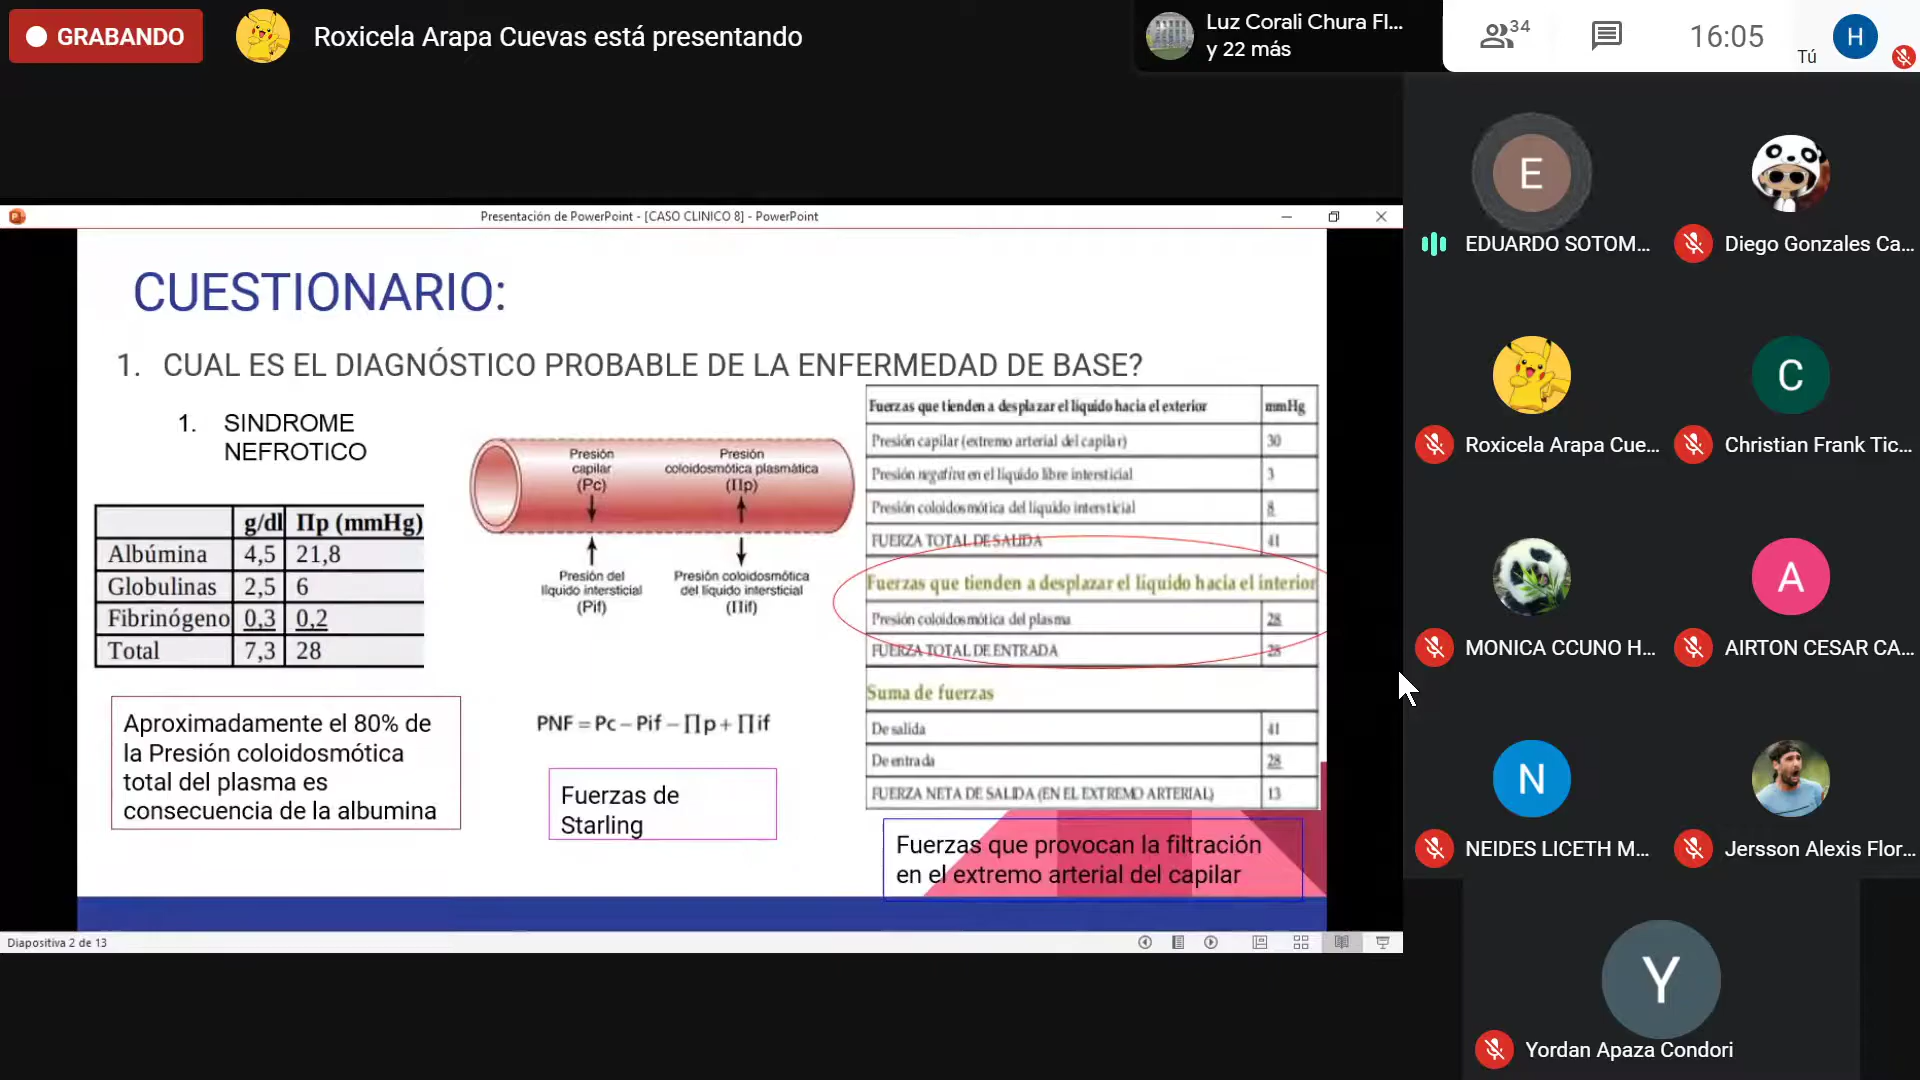 GRABANDO
Roxicela Arapa Cuevas está presentando
Luz Corali Chura Fl...
y 22 más
34
16:05
Tú
H
Presentación de PowerPoint - [CASO CLINICO 8] - PowerPoint
CUESTIONARIO:
1. CUAL ES EL DIAGNÓSTICO PROBABLE DE LA ENFERMEDAD DE BASE?
1. SINDROME
NEFROTICO
g/dl Πp (mmHg)
Albúmina 4,5 21,8
Globulinas 2,5 6
Fibrinógeno 0,3 0,2
Total 7,3 28
Aproximadamente el 80% de
la Presión coloidosmótica
total del plasma es
consecuencia de la albumina
Presión
capilar
(Pc)
Presión
coloidosmótica plasmática
(Πp)
Presión del
líquido intersticial
(Pif)
Presión coloidosmótica
del líquido intersticial
(Πif)
PNF = Pc – Pif – ∏p + ∏if
Fuerzas de
Starling
Fuerzas que tienden a desplazar el líquido hacia el exterior mmHg
Presión capilar (extremo arterial del capilar) 30
Presión negativa en el líquido libre intersticial 3
Presión coloidosmótica del líquido intersticial 8
FUERZA TOTAL DE SALIDA 41
Fuerzas que tienden a desplazar el líquido hacia el interior
Presión coloidosmótica del plasma 28
FUERZA TOTAL DE ENTRADA 28
Suma de fuerzas
De salida 41
De entrada 28
FUERZA NETA DE SALIDA (EN EL EXTREMO ARTERIAL) 13
Fuerzas que provocan la filtración
en el extremo arterial del capilar
Diapositiva 2 de 13
E
EDUARDO SOTOM...
Diego Gonzales Ca...
Roxicela Arapa Cue...
C
Christian Frank Tic...
MONICA CCUNO H...
A
AIRTON CESAR CA...
N
NEIDES LICETH M...
Jersson Alexis Flor...
Y
Yordan Apaza Condori